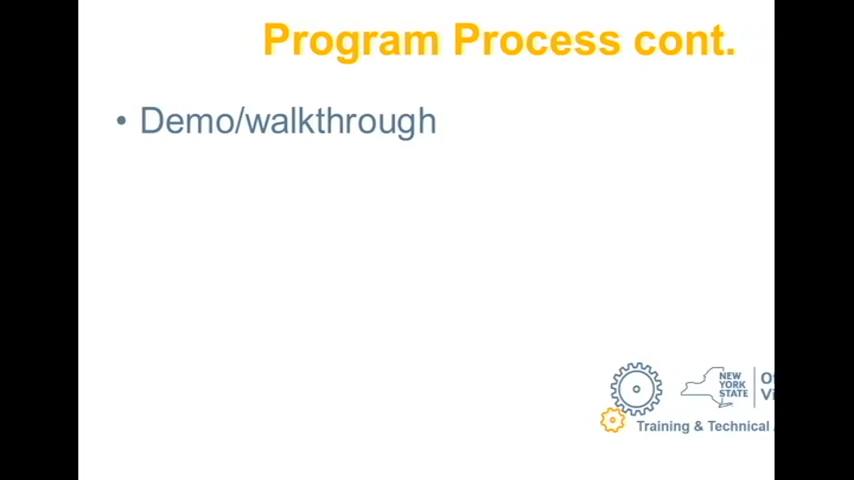 Program Process cont.
• Demo/walkthrough
NEW
YORK
STATE
Training & Technical